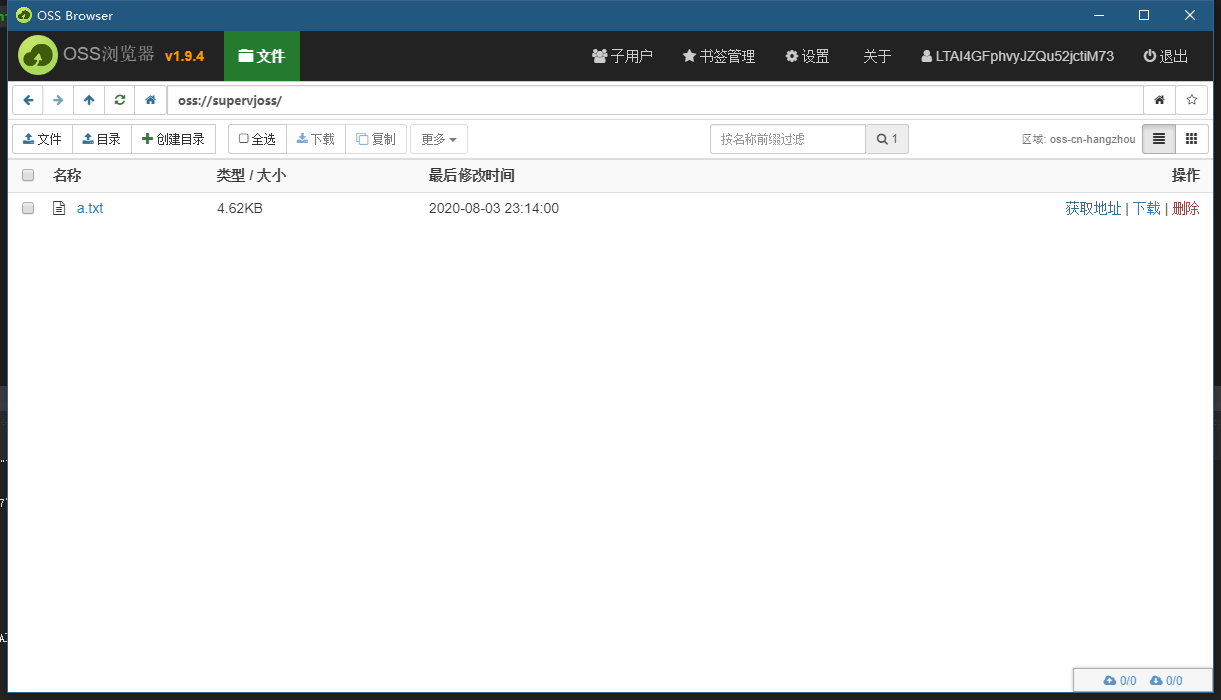 OSS Browser
OSS浏览器 v1.9.4 文件 子用户 书签管理 设置 关于 LTAI4GFphvyJZQu52jctiM73 退出
oss://supervjoss/
文件 目录 创建目录 全选 下载 复制 更多 按名称前缀过滤 1 区域: oss-cn-hangzhou
名称 类型 / 大小 最后修改时间 操作
a.txt 4.62KB 2020-08-03 23:14:00 获取地址 | 下载 | 删除
0/0 0/0